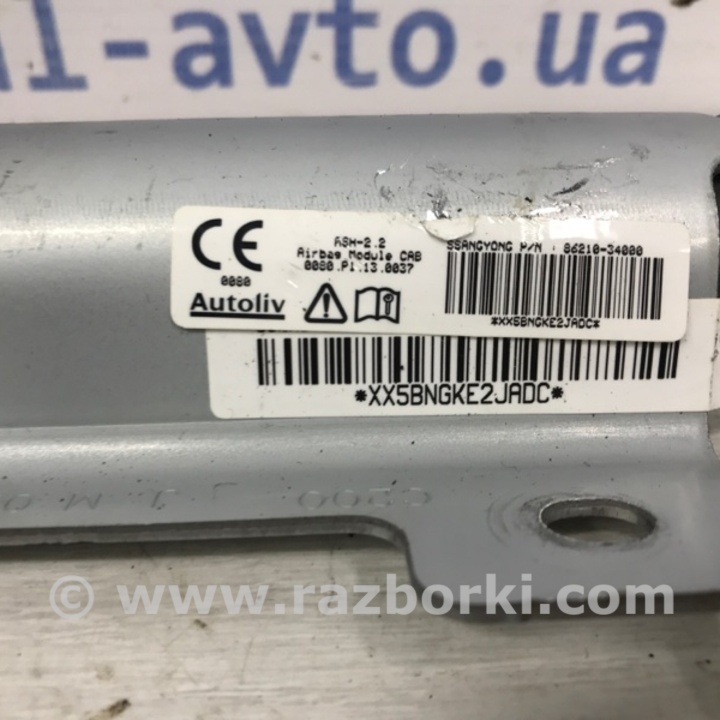 l-avto.ua
CE
0080
Autoliv
ASH-2.2
Airbag Module CAB
0080.P1.13.0037
SSANGYONG P/N : 86210-34000
*XX5BNGKE2JADC*
*XX5BNGKE2JADC*
C200
© www.razborki.com